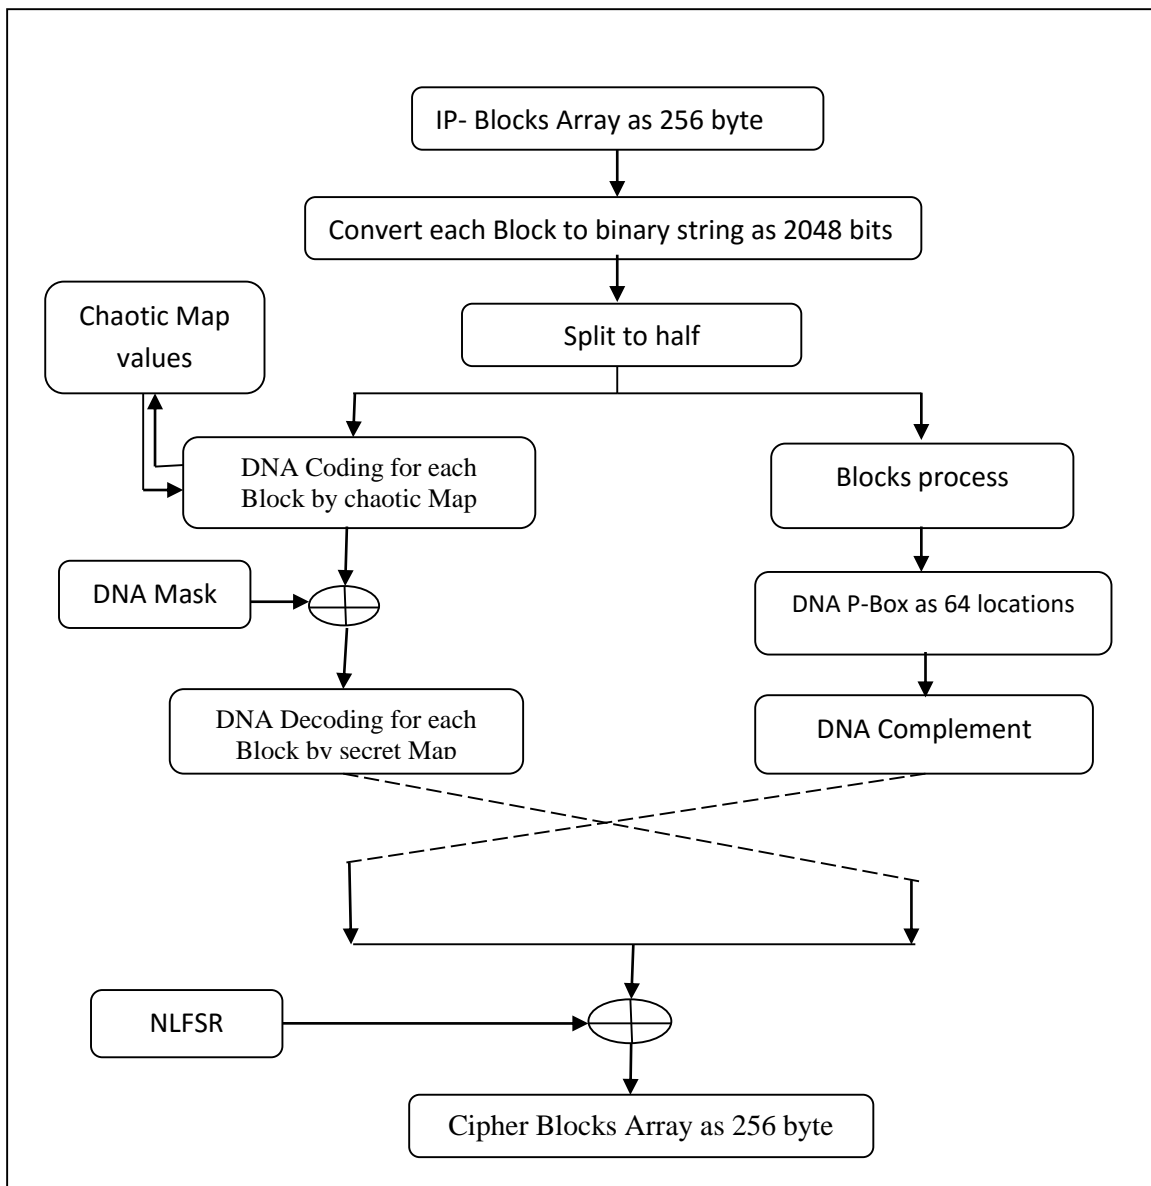 IP- Blocks Array as 256 byte
Convert each Block to binary string as 2048 bits
Split to half
Chaotic Map
values
DNA Coding for each
Block by chaotic Map
Blocks process
DNA Mask
DNA P-Box as 64 locations
DNA Decoding for each
Block by secret Map
DNA Complement
NLFSR
Cipher Blocks Array as 256 byte